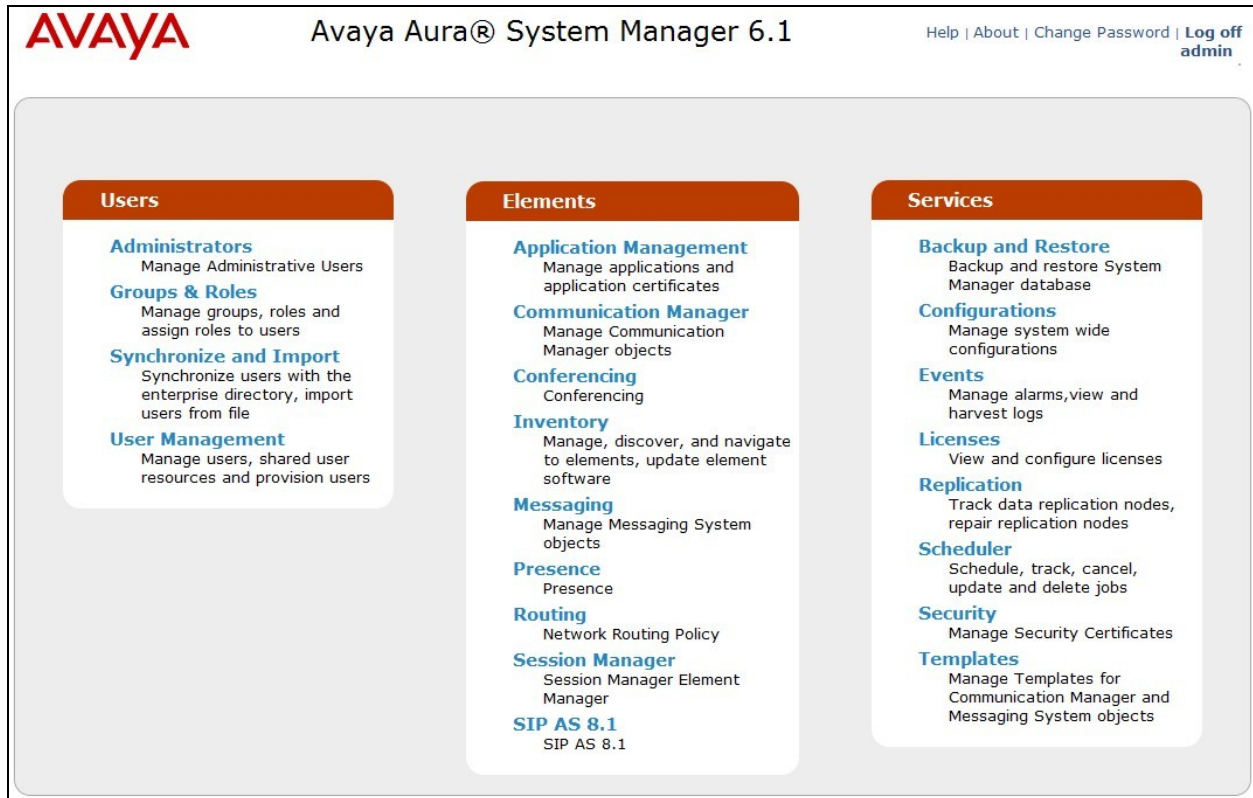 AVAYA
Avaya Aura® System Manager 6.1
Help | About | Change Password | Log off
admin
Users
Administrators
Manage Administrative Users
Groups & Roles
Manage groups, roles and
assign roles to users
Synchronize and Import
Synchronize users with the
enterprise directory, import
users from file
User Management
Manage users, shared user
resources and provision users
Elements
Application Management
Manage applications and
application certificates
Communication Manager
Manage Communication
Manager objects
Conferencing
Conferencing
Inventory
Manage, discover, and navigate
to elements, update element
software
Messaging
Manage Messaging System
objects
Presence
Presence
Routing
Network Routing Policy
Session Manager
Session Manager Element
Manager
SIP AS 8.1
SIP AS 8.1
Services
Backup and Restore
Backup and restore System
Manager database
Configurations
Manage system wide
configurations
Events
Manage alarms,view and
harvest logs
Licenses
View and configure licenses
Replication
Track data replication nodes,
repair replication nodes
Scheduler
Schedule, track, cancel,
update and delete jobs
Security
Manage Security Certificates
Templates
Manage Templates for
Communication Manager and
Messaging System objects